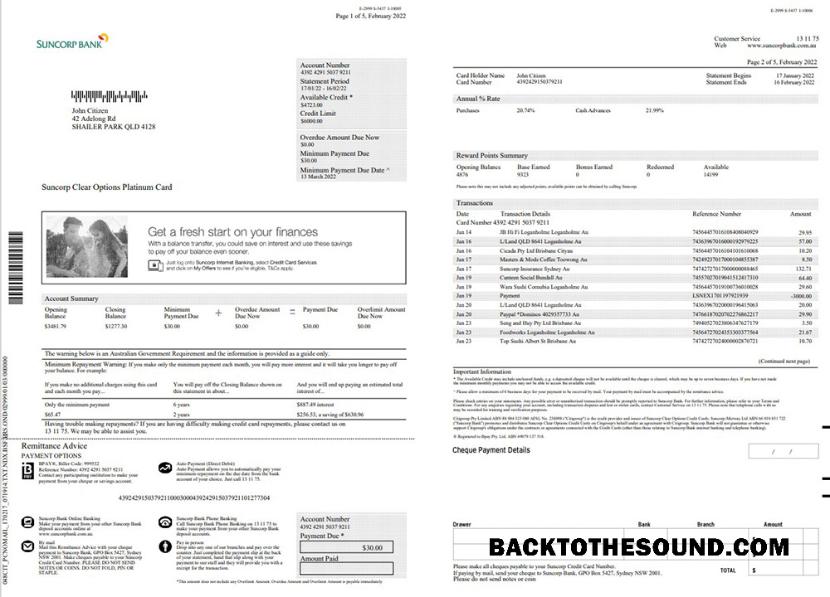 E-2999 S-5437 I-10005
Page 1 of 5, February 2022
SUNCORP BANK
John Citizen
42 Adelong Rd
SHAILER PARK QLD 4128
Account Number
4392 4291 5037 9211
Statement Period
17/01/22 - 16/02/22
Available Credit *
$4723.00
Credit Limit
$6000.00
Overdue Amount Due Now
$0.00
Minimum Payment Due
$30.00
Minimum Payment Due Date ^
13 March 2022
Suncorp Clear Options Platinum Card
Get a fresh start on your finances
With a balance transfer, you could save on interest and use these savings
to pay off your balance even sooner.
Just log onto Suncorp Internet Banking, select Credit Card Services
and click on My Offers to see if you're eligible. T&Cs apply.
Account Summary
Opening Balance Closing Balance Minimum Payment Due + Overdue Amount Due Now = Payment Due Overlimit Amount Due Now
$3481.79 $1277.30 $30.00 $0.00 $30.00 $0.00
The warning below is an Australian Government Requirement and the information is provided as a guide only.
Minimum Repayment Warning: If you make only the minimum payment each month, you will pay more interest and it will take you longer to pay off
your balance. For example:
If you make no additional charges using this card and each month you pay... You will pay off the Closing Balance shown on this statement in about... And you will end up paying an estimated total interest of...
Only the minimum payment 6 years $887.49 interest
$65.47 2 years $256.53, a saving of $630.96
Having trouble making repayments? If you are having difficulty making credit card repayments, please contact us on
13 11 75. We may be able to assist you.
Remittance Advice
PAYMENT OPTIONS
BPAY®, Biller Code: 999532
Reference Number: 4392 4291 5037 9211
Contact any participating institution to make your
payment from your cheque or savings account.
Auto Payment (Direct Debit)
Auto Payment allows you to automatically pay your
minimum repayment on the due date from the bank
account of your choice. Just call 13 11 75.
Suncorp Bank Online Banking
Make your payment from your other Suncorp Bank
deposit accounts online at
www.suncorpbank.com.au
Suncorp Bank Phone Banking
Call Suncorp Bank Phone Banking on 13 11 75 to
make your payment from your other Suncorp Bank
deposit accounts.
By mail
Mail this Remittance Advice with your cheque
payment to Suncorp Bank, GPO Box 5427, Sydney
NSW 2001. Make cheques payable to your Suncorp
Credit Card Number. PLEASE DO NOT SEND
NOTES OR COINS. DO NOT FOLD, PIN OR
STAPLE.
Pay in person
Drop into any one of our branches and pay over the
counter. Just completed the payment slip at the back
of your statement, hand that slip along with your
payment to our staff and they will provide you with a
receipt for the transaction.
Account Number
4392 4291 5037 9211
Payment Due *
$30.00
Amount Paid
*This amount does not include any Overlimit Amount. Overdue Amount and Overlimit Amount is payable immediately
E-2999 S-5437 I-10006
Customer Service 13 11 75
Web www.suncorpbank.com.au
Page 2 of 5, February 2022
Card Holder Name John Citizen Statement Begins 17 January 2022
Card Number 4392429150379211 Statement Ends 16 February 2022
Annual % Rate
Purchases 20.74% Cash Advances 21.99%
Reward Points Summary
Opening Balance Base Earned Bonus Earned Redeemed Available
4876 9323 0 0 14199
Please note this may not include any adjusted points, available points can be obtained by calling Suncorp.
Transactions
Date Transaction Details Reference Number Amount
Card Number 4392 4291 5037 9211
Jan 14 JB Hi Fi Loganholme Loganholme Au 29.95
Jan 16 L/Land QLD 8641 Loganholme Au 57.00
Jan 16 Cicada Pty Ltd Brisbane Cityau 10.20
Jan 17 Masters & Moda Coffee Toowong Au 8.50
Jan 17 Suncorp Insurance Sydney Au 132.71
Jan 19 Canteen Social Bundall Au 64.40
Jan 19 Wara Sushi Cornubia Au 29.60
Jan 19 Payment LSNEX1701197921939 -3000.00
Jan 20 L/Land QLD 8641 Loganholme Au 20.00
Jan 20 Paypal *Dominos 4029357733 Au 29.90
Jan 23 Song and Huy Pty Ltd Brisbane Au 3.50
Jan 23 Foodworks Loganholme Loganholme Au 21.67
Jan 23 Top Sushi Albert St Brisbane Au 10.70
(Continued next page)
Important Information
® Registered to Bpay Pty. Ltd. ABN 69079 137 518.
Cheque Payment Details
/ /
Drawer Bank Branch Amount
BACKTOTHESOUND.COM
Please make all cheques payable to your Suncorp Credit Card Number.
If paying by mail, send your cheque to Suncorp Bank, GPO Box 5427, Sydney NSW 2001.
Please do not send notes or coin
TOTAL $